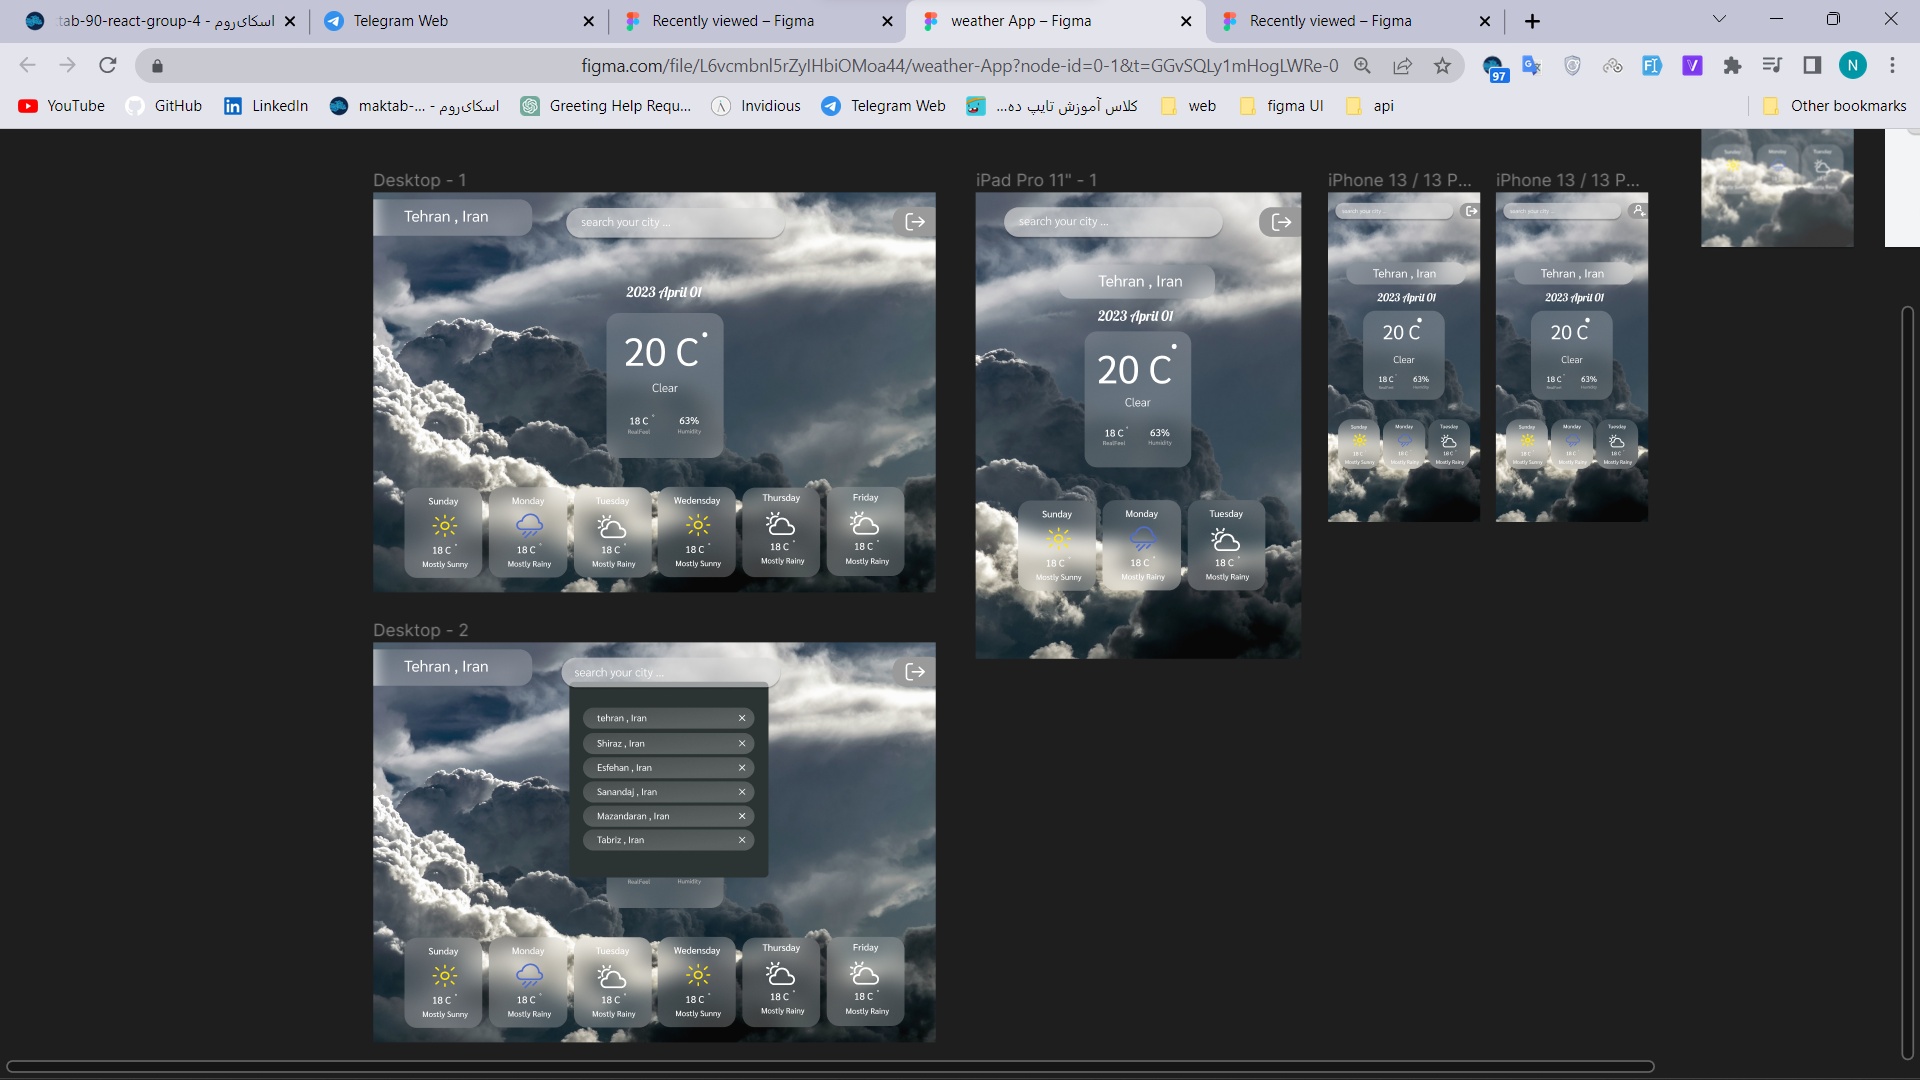 tab-90-react-group-4 - اسکای‌روم
Telegram Web
Recently viewed – Figma
weather App – Figma
Recently viewed – Figma
figma.com/file/L6vcmbnl5rZyIHbiOMoa44/weather-App?node-id=0-1&t=GGvSQLy1mHogLWRe-0
97
N
YouTube
GitHub
LinkedIn
maktab-... - اسکای‌روم
Greeting Help Requ...
Invidious
Telegram Web
کلاس آموزش تایپ ده...
web
figma UI
api
Other bookmarks
Desktop - 1
Tehran , Iran
search your city ...
2023 April 01
20 C
Clear
18 C
63%
RealFeel
Humidity
Sunday
18 C
Mostly Sunny
Monday
18 C
Mostly Rainy
Tuesday
18 C
Mostly Rainy
Wedensday
18 C
Mostly Sunny
Thursday
18 C
Mostly Rainy
Friday
18 C
Mostly Rainy
iPad Pro 11" - 1
search your city ...
Tehran , Iran
2023 April 01
20 C
Clear
18 C
63%
RealFeel
Humidity
Sunday
18 C
Mostly Sunny
Monday
18 C
Mostly Rainy
Tuesday
18 C
Mostly Rainy
iPhone 13 / 13 P...
search your city ...
Tehran , Iran
2023 April 01
20 C
Clear
18 C
63%
RealFeel
Humidity
Sunday
18 C
Mostly Sunny
Monday
18 C
Mostly Rainy
Tuesday
18 C
Mostly Rainy
iPhone 13 / 13 P...
search your city ...
Tehran , Iran
2023 April 01
20 C
Clear
18 C
63%
RealFeel
Humidity
Sunday
18 C
Mostly Sunny
Monday
18 C
Mostly Rainy
Tuesday
18 C
Mostly Rainy
Sunday
Monday
Tuesday
Desktop - 2
Tehran , Iran
search your city ...
tehran , Iran
Shiraz , Iran
Esfehan , Iran
Sanandaj , Iran
Mazandaran , Iran
Tabriz , Iran
RealFeel
Humidity
Sunday
18 C
Mostly Sunny
Monday
18 C
Mostly Rainy
Tuesday
18 C
Mostly Rainy
Wedensday
18 C
Mostly Sunny
Thursday
18 C
Mostly Rainy
Friday
18 C
Mostly Rainy